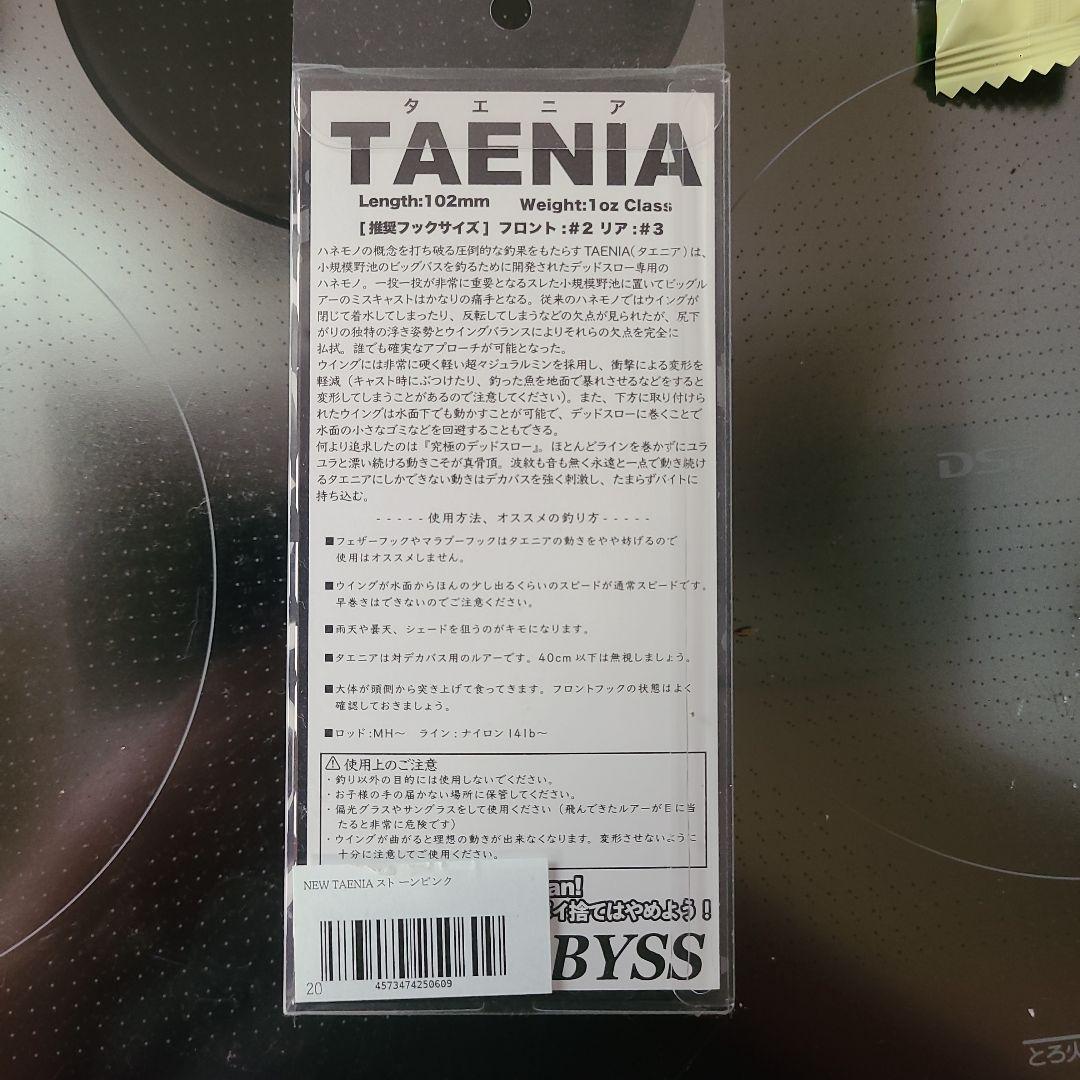 タエニア
TAENIA
Length:102mm Weight:1oz Class
[推奨フックサイズ] フロント:#2 リア:#3
ハネモノの概念を打ち破る圧倒的な釣果をもたらすTAENIA(タエニア)は、
小規模野池のビッグバスを釣るために開発されたデッドスロー専用の
ハネモノ。一投一投が非常に重要となるスレた小規模野池に置いてビッグル
アーのミスキャストはかなりの痛手となる。従来のハネモノではウイングが
閉じて着水してしまったり、反転してしまうなどの欠点が見られたが、尻下
がりの独特の浮き姿勢とウイングバランスによりそれらの欠点を完全に
払拭。誰でも確実なアプローチが可能となった。
ウイングには非常に硬く軽い超々ジュラルミンを採用し、衝撃による変形を
軽減（キャスト時にぶつけたり、釣った魚を地面で暴れさせるなどをすると
変形してしまうことがあるので注意してください）。また、下方に取り付けら
れたウイングは水面下でも動かすことが可能で、デッドスローに巻くことで
水面の小さなゴミなどを回避することもできる。
何より追求したのは『究極のデッドスロー』。ほとんどラインを巻かずにユラ
ユラと漂い続ける動きこそが真骨頂。波紋も音も無く永遠と一点で動き続け
るタエニアにしかできない動きはデカバスを強く刺激し、たまらずバイトに
持ち込む。
-----使用方法、オススメの釣り方-----
■フェザーフックやマラブーフックはタエニアの動きをやや妨げるので
使用はオススメしません。
■ウイングが水面からほんの少し出るくらいのスピードが通常スピードです。
早巻きはできないのでご注意ください。
■雨天や曇天、シェードを狙うのがキモになります。
■タエニアは対デカバス用のルアーです。40cm以下は無視しましょう。
■大体が頭側から突き上げて食ってきます。フロントフックの状態はよく
確認しておきましょう。
■ロッド:MH〜 ライン:ナイロン14lb〜
⚠使用上のご注意
・釣り以外の目的には使用しないでください。
・お子様の手の届かない場所に保管してください。
・偏光グラスやサングラスをして使用ください（飛んできたルアーが目に当
たると非常に危険です）
・ウイングが曲がると理想の動きが出来なくなります。変形させないように
十分に注意してご使用ください。
NEW TAENIA ストーンピンク
an!
イ捨てはやめよう！
BYSS
20
4573474250609
DS
とろ火